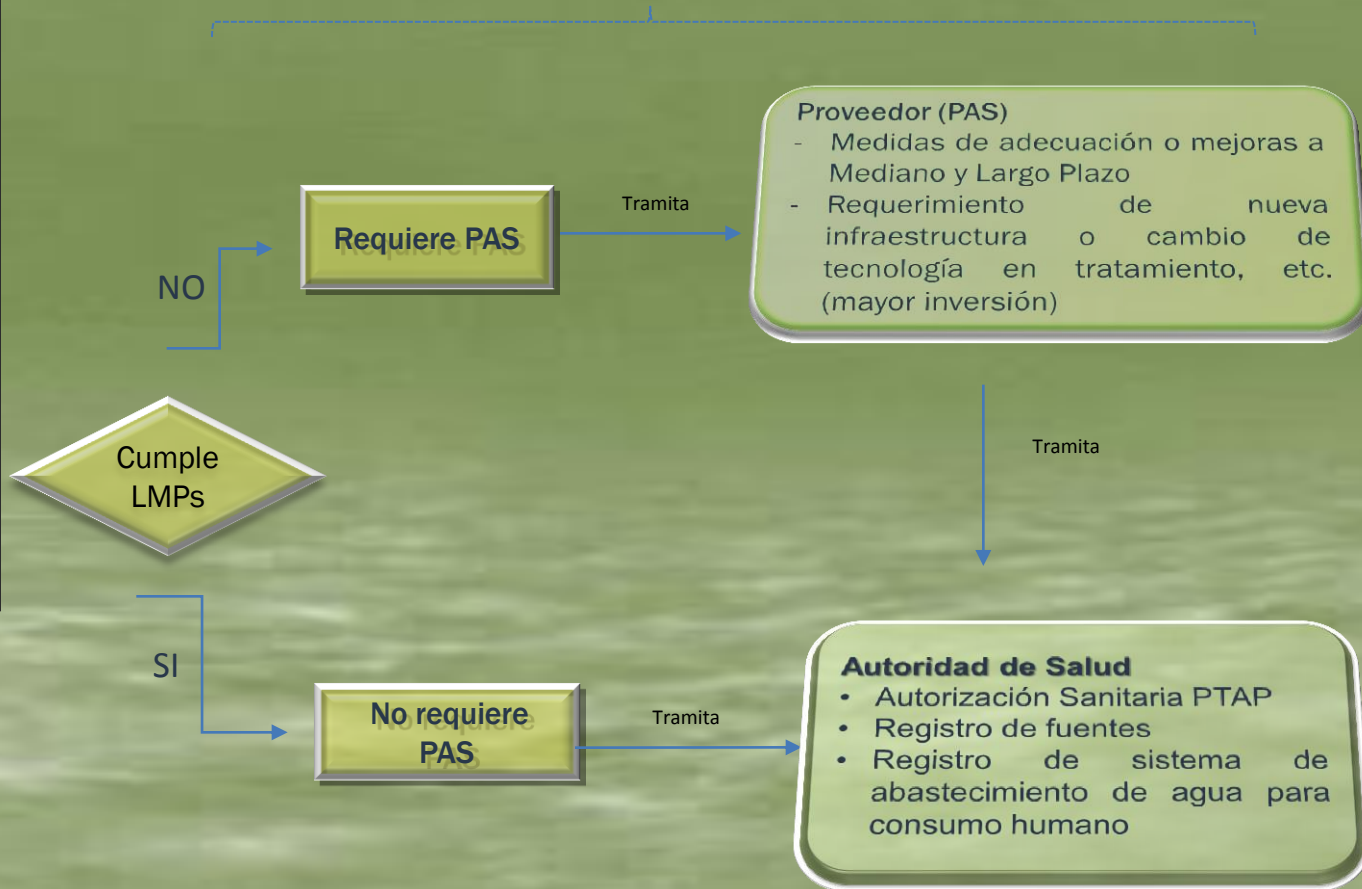 Proveedor (PAS)
- Medidas de adecuación o mejoras a
Mediano y Largo Plazo
- Requerimiento de nueva
infraestructura o cambio de
tecnología en tratamiento, etc.
(mayor inversión)
Tramita
Requiere PAS
NO
Cumple
LMPs
Tramita
SI
No requiere
PAS
Tramita
Autoridad de Salud
• Autorización Sanitaria PTAP
• Registro de fuentes
• Registro de sistema de
abastecimiento de agua para
consumo humano